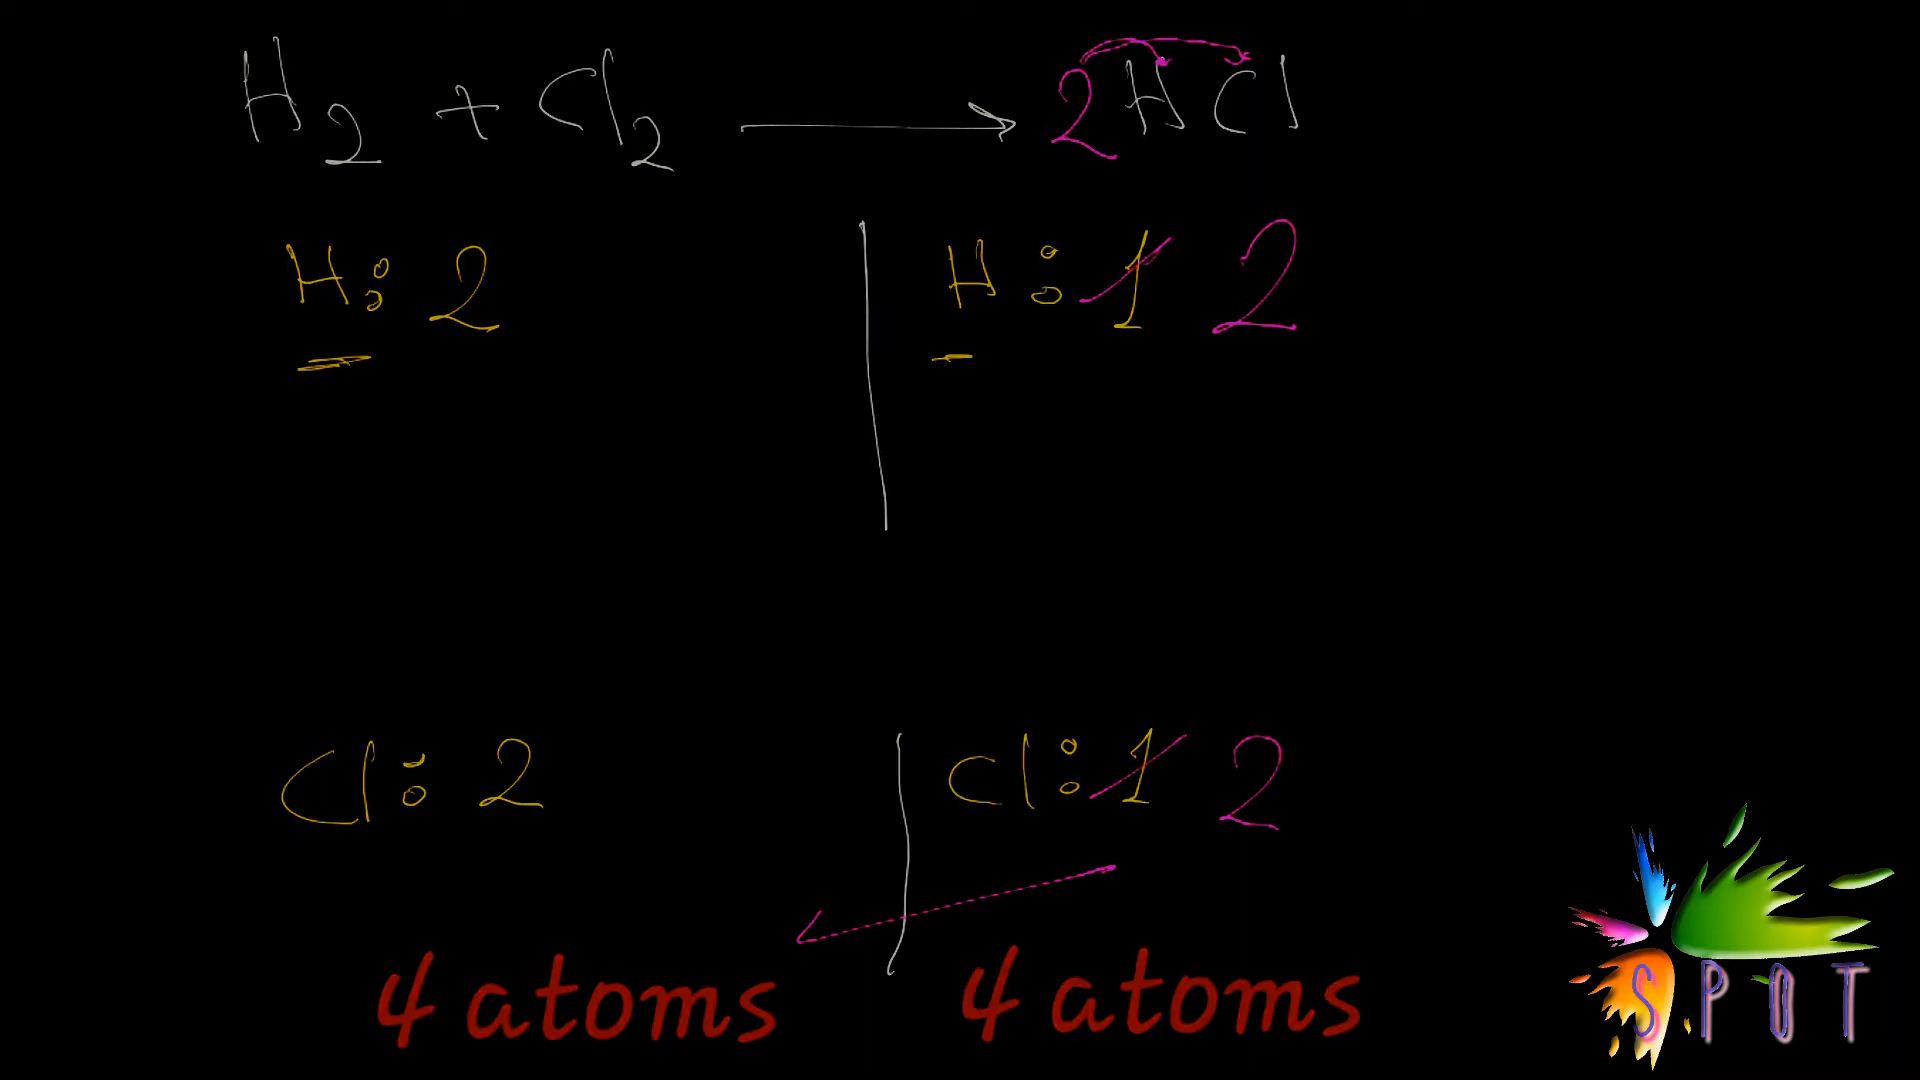 H₂ + Cl₂ → 2HCl
H: 2 H: 1 2
Cl: 2 Cl: 1 2
4 atoms 4 atoms
SPOT